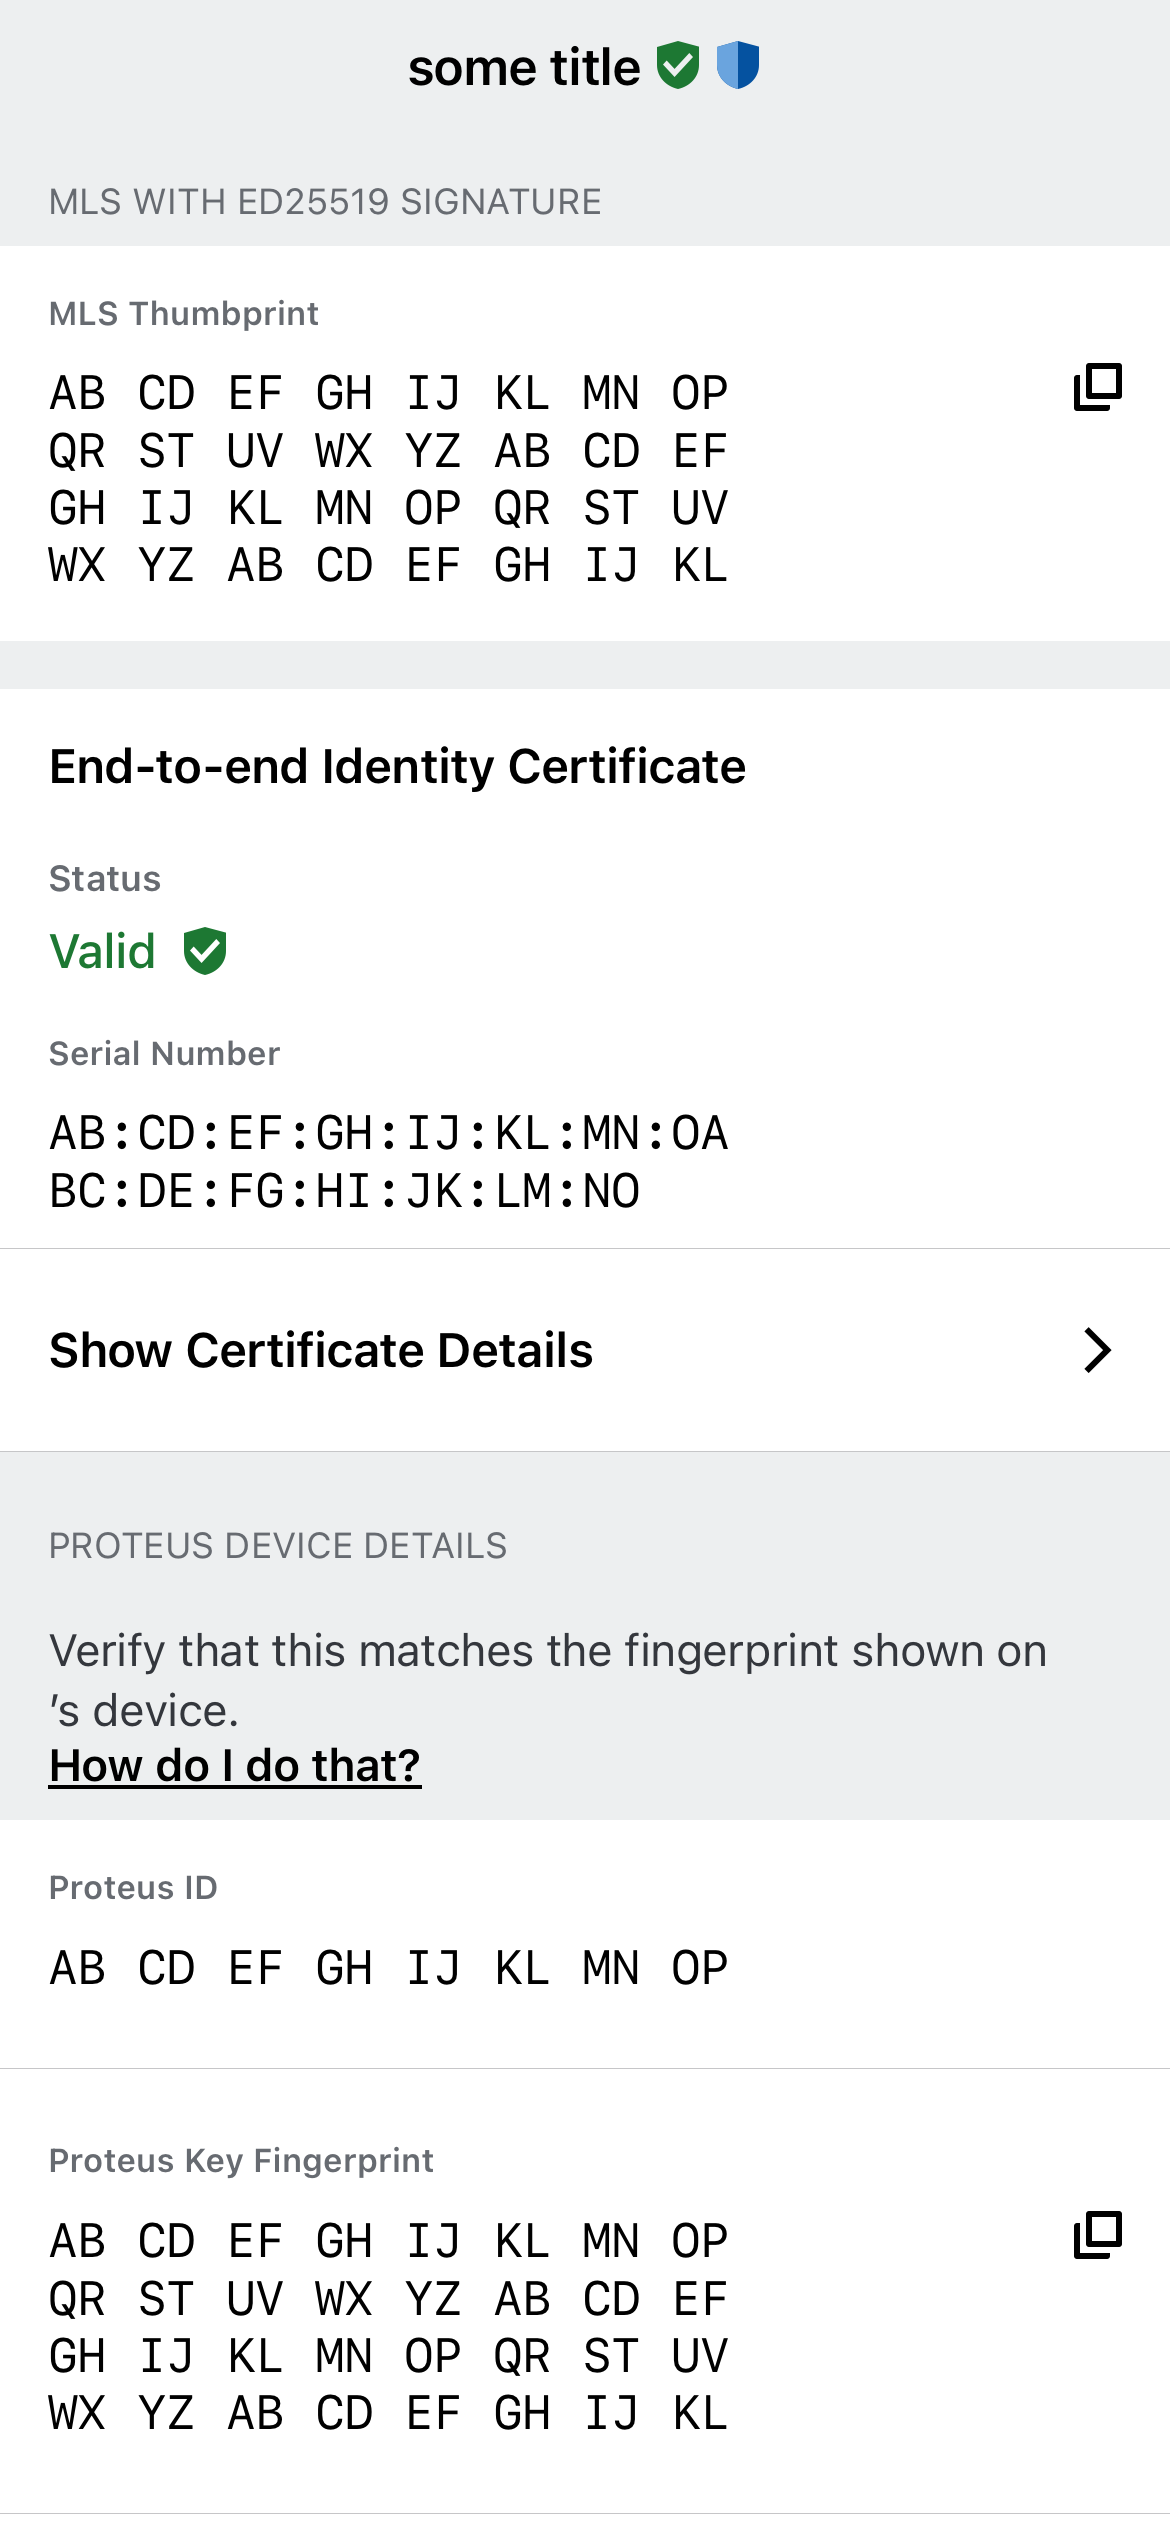 some title
MLS WITH ED25519 SIGNATURE
MLS Thumbprint
AB CD EF GH IJ KL MN OP
QR ST UV WX YZ AB CD EF
GH IJ KL MN OP QR ST UV
WX YZ AB CD EF GH IJ KL
End-to-end Identity Certificate
Status
Valid
Serial Number
AB:CD:EF:GH:IJ:KL:MN:OA
BC:DE:FG:HI:JK:LM:NO
Show Certificate Details
PROTEUS DEVICE DETAILS
Verify that this matches the fingerprint shown on
’s device.
How do I do that?
Proteus ID
AB CD EF GH IJ KL MN OP
Proteus Key Fingerprint
AB CD EF GH IJ KL MN OP
QR ST UV WX YZ AB CD EF
GH IJ KL MN OP QR ST UV
WX YZ AB CD EF GH IJ KL